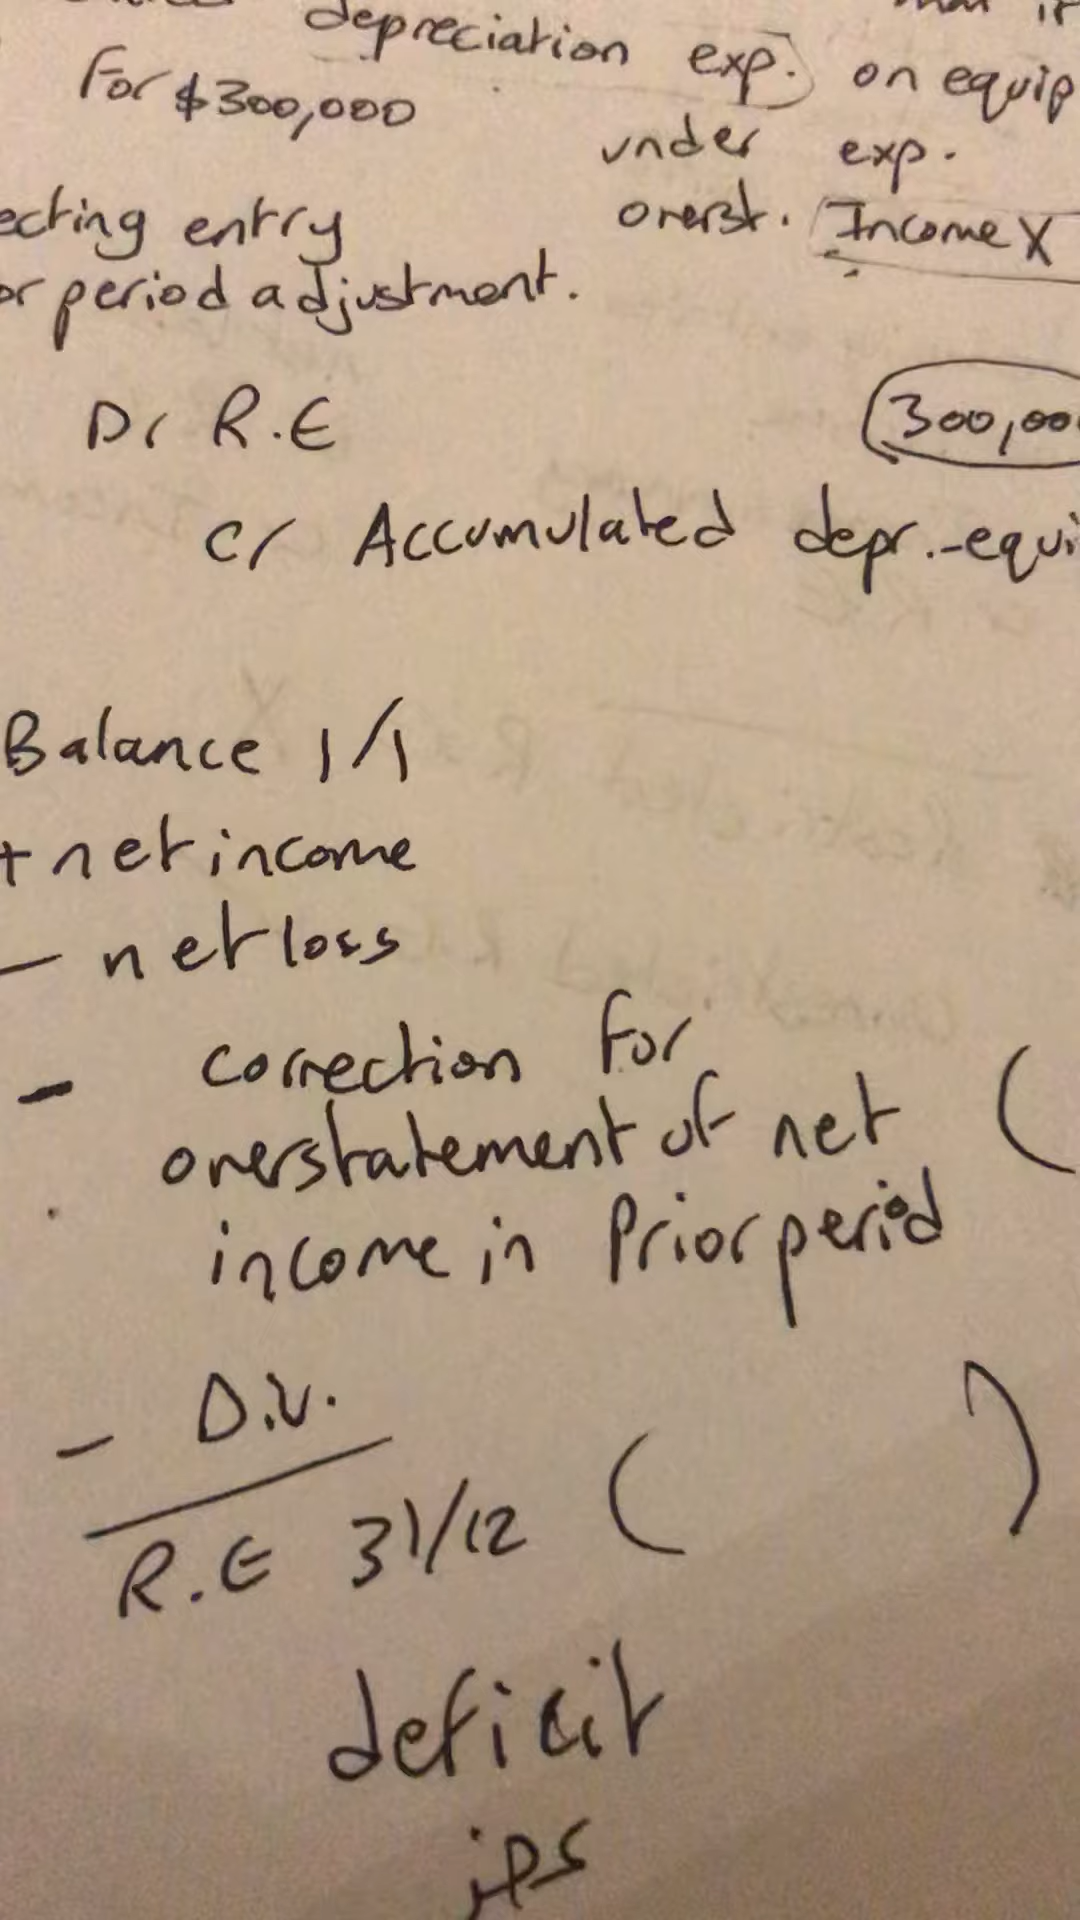 depreciation exp. on equip
For $300,000
under exp.
overst. Income X
ecting entry
or period adjustment.
Dr R.E 300,00
Cr Accumulated depr.-equi
Balance 1/1
+ net income
- net loss
- correction for
overstatement of net (
income in Prior period
- Div.
R.E 31/12 ( )
deficit
عجز